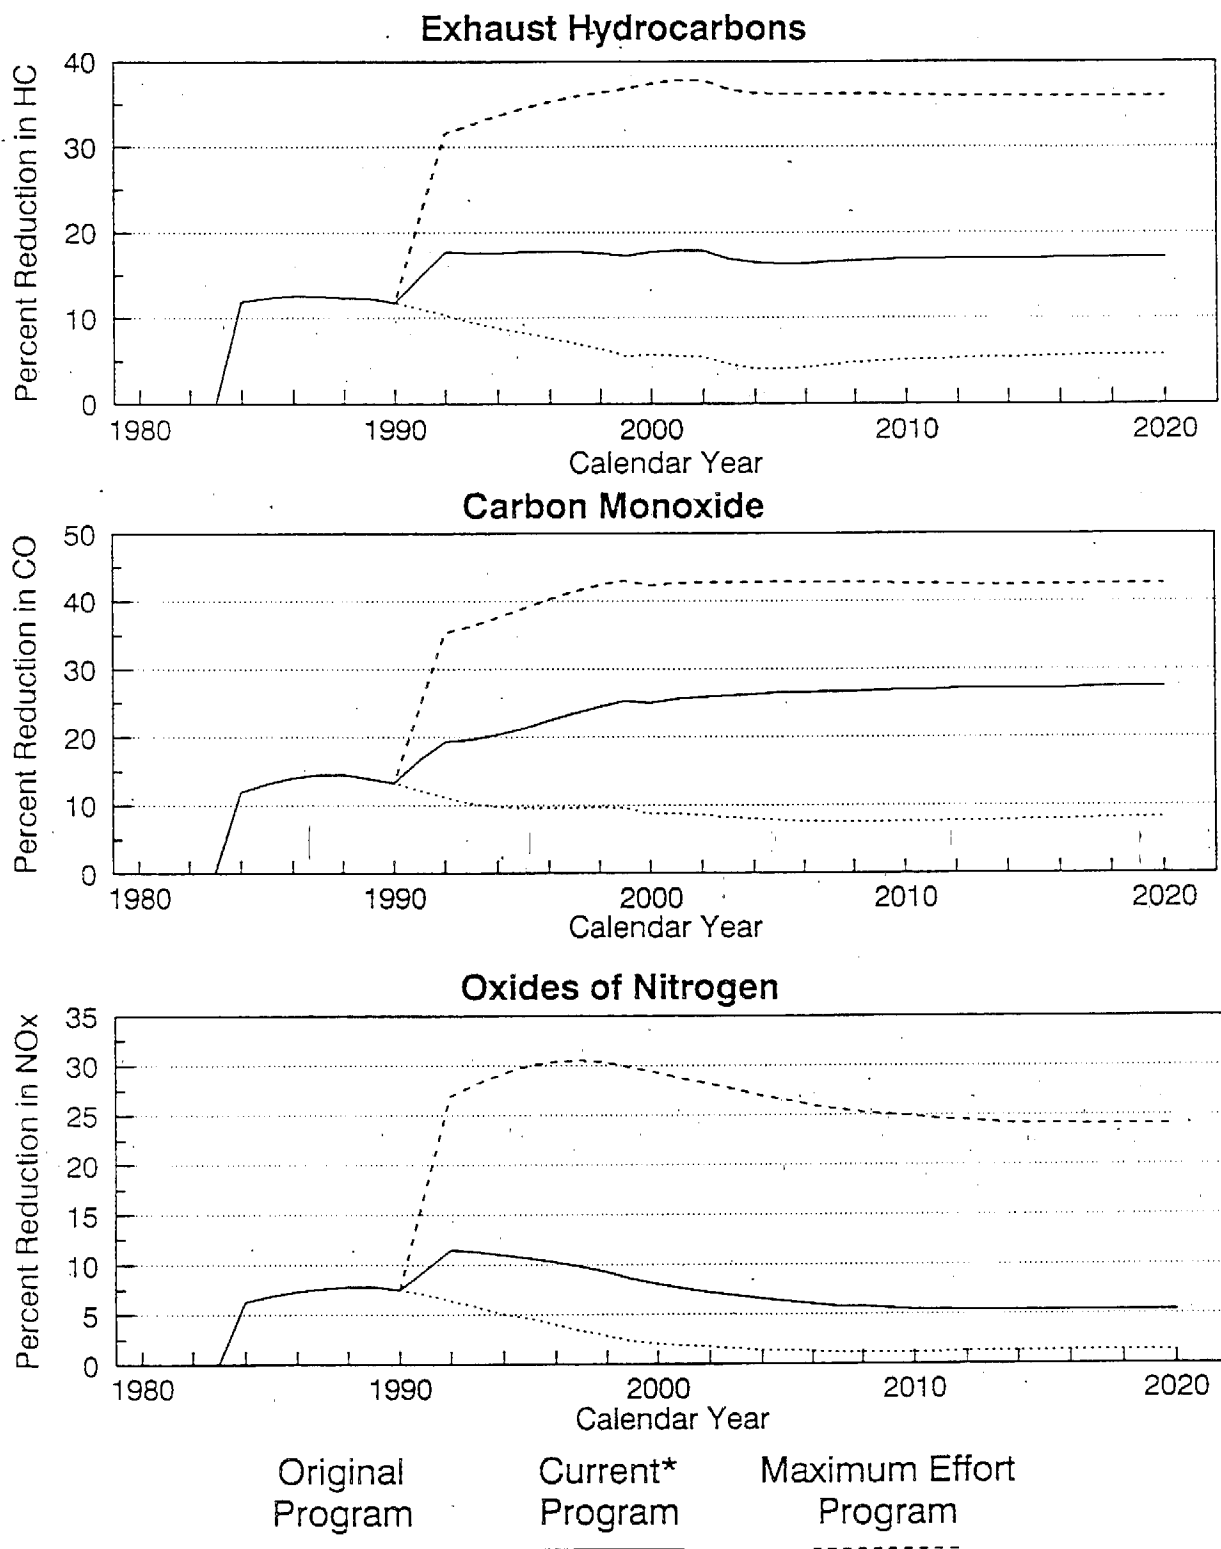 Exhaust Hydrocarbons
Percent Reduction in HC
40
30
20
10
0
1980 1990 2000 2010 2020
Calendar Year
Carbon Monoxide
Percent Reduction in CO
50
40
30
20
10
0
1980 1990 2000 2010 2020
Calendar Year
Oxides of Nitrogen
Percent Reduction in NOx
35
30
25
20
15
10
5
0
1980 1990 2000 2010 2020
Calendar Year
Original Current* Maximum Effort
Program Program Program